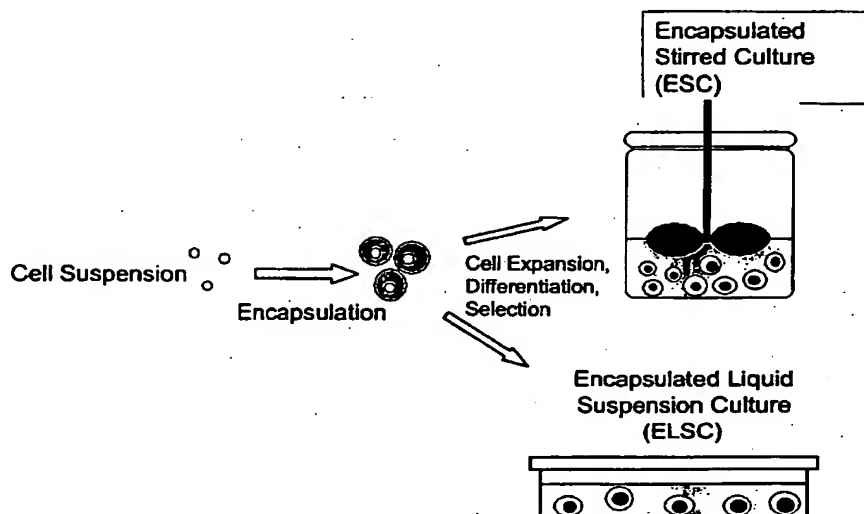 Encapsulated
Stirred Culture
(ESC)
Cell Suspension
Encapsulation
Cell Expansion,
Differentiation,
Selection
Encapsulated Liquid
Suspension Culture
(ELSC)